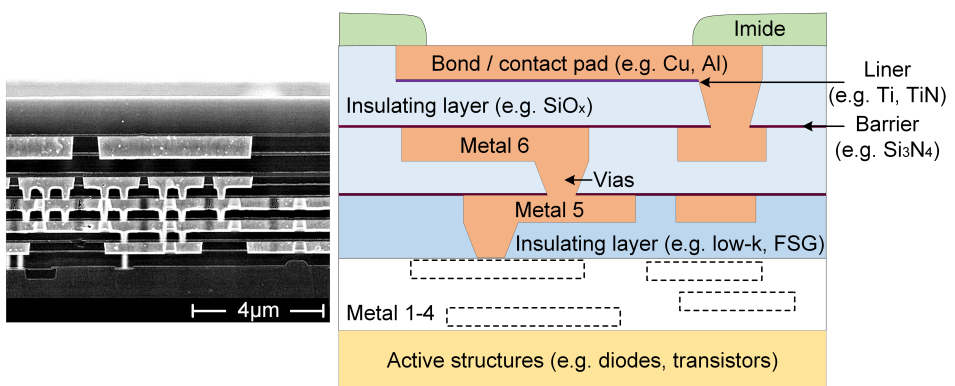 Imide
Bond / contact pad (e.g. Cu, Al)
Liner
(e.g. Ti, TiN)
Insulating layer (e.g. SiOx)
Barrier
(e.g. Si3N4)
Metal 6
Vias
Metal 5
Insulating layer (e.g. low-k, FSG)
4µm
Metal 1-4
Active structures (e.g. diodes, transistors)